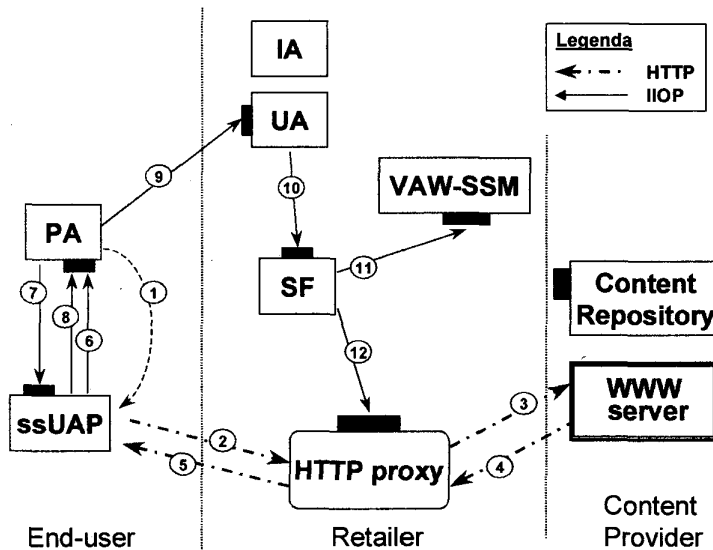 IA
Legenda
HTTP
IIOP
UA
9
10
VAW-SSM
PA
11
7
1
8
6
SF
Content
Repository
12
WWW
server
3
ssUAP
2
5
HTTP proxy
4
End-user
Retailer
Content
Provider